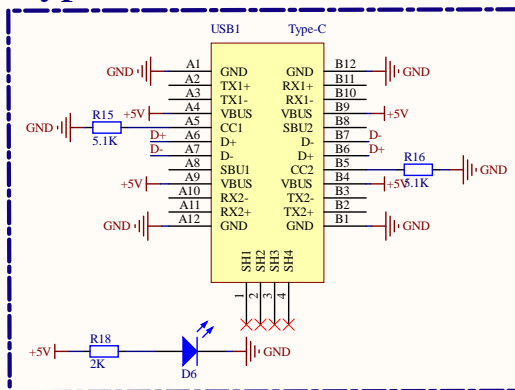 USB1 Type-C
A1 GND GND B12
GND GND
A2 TX1+ RX1+ B11
A3 TX1- RX1- B10
+5V A4 VBUS VBUS B9 +5V
R15 A5 CC1 SBU2 B8
GND 5.1K
D+ A6 D+ D- B7 D-
D- A7 D- D+ B6 D+
A8 SBU1 CC2 B5 R16
+5V A9 VBUS VBUS B4 +5V 5.1K GND
A10 RX2- TX2- B3
A11 RX2+ TX2+ B2
GND A12 GND GND B1 GND
SH1 SH2 SH3 SH4
1 2 3 4
R18
+5V GND
2K D6